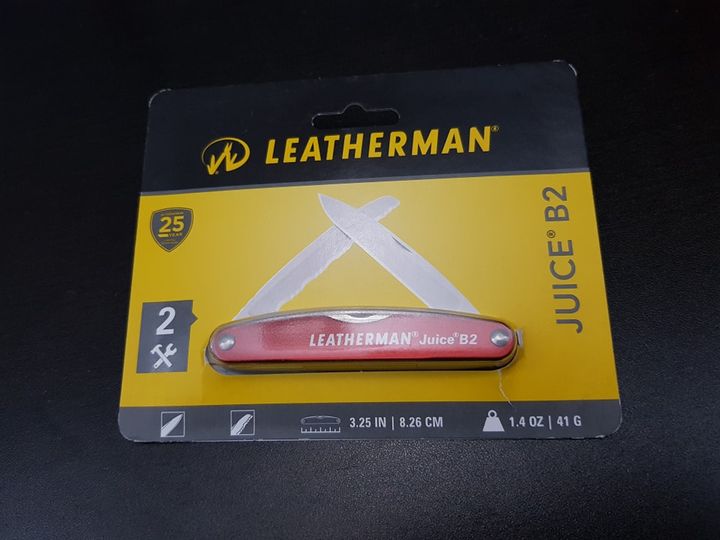 LEATHERMAN®
25
YEAR
JUICE® B2
2
LEATHERMAN® Juice® B2
3.25 IN | 8.26 CM
1.4 OZ | 41 G